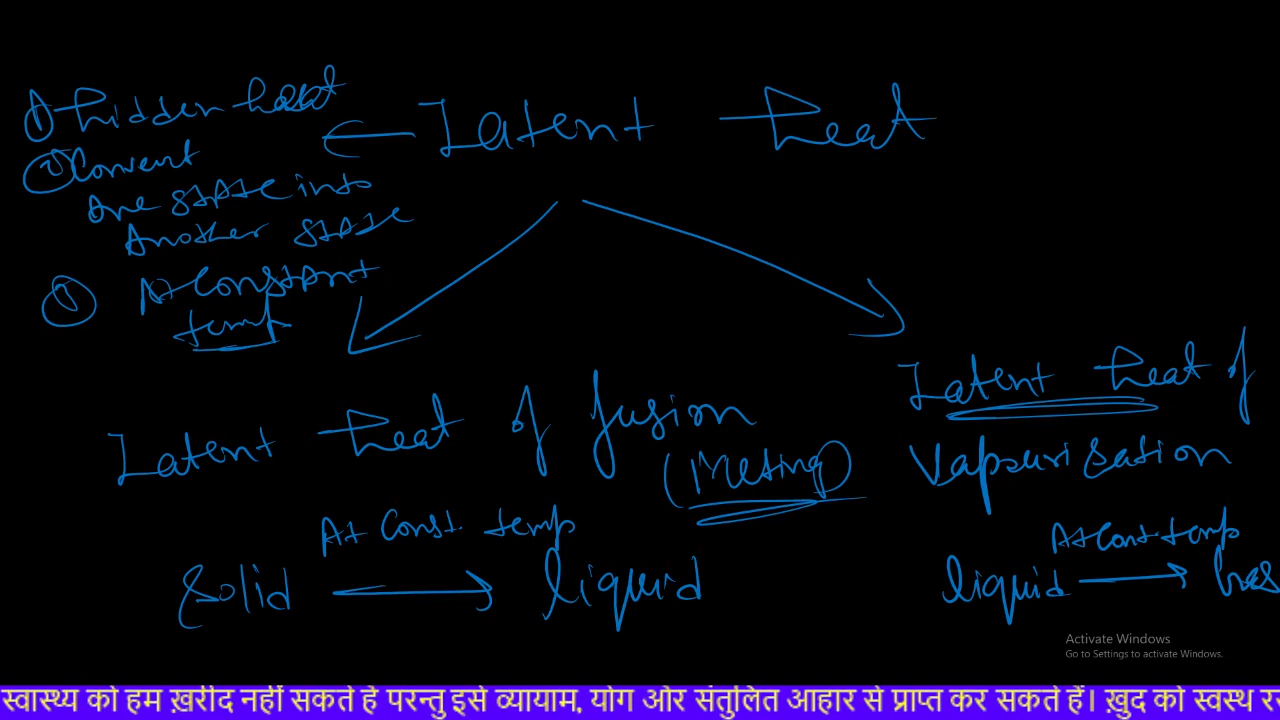 Latent heat
① hidden heat
② Convert
One state into
Another state
① At Constant
temp
Latent heat of fusion
(Melting)
Latent heat of
Vapourisation
At Const. temp
Solid → liquid
At Const. temp
liquid → Gas
Activate Windows
Go to Settings to activate Windows.
स्वास्थ्य को हम ख़रीद नहीं सकते हैं परन्तु इसे व्यायाम, योग और संतुलित आहार से प्राप्त कर सकते हैं। ख़ुद को स्वस्थ